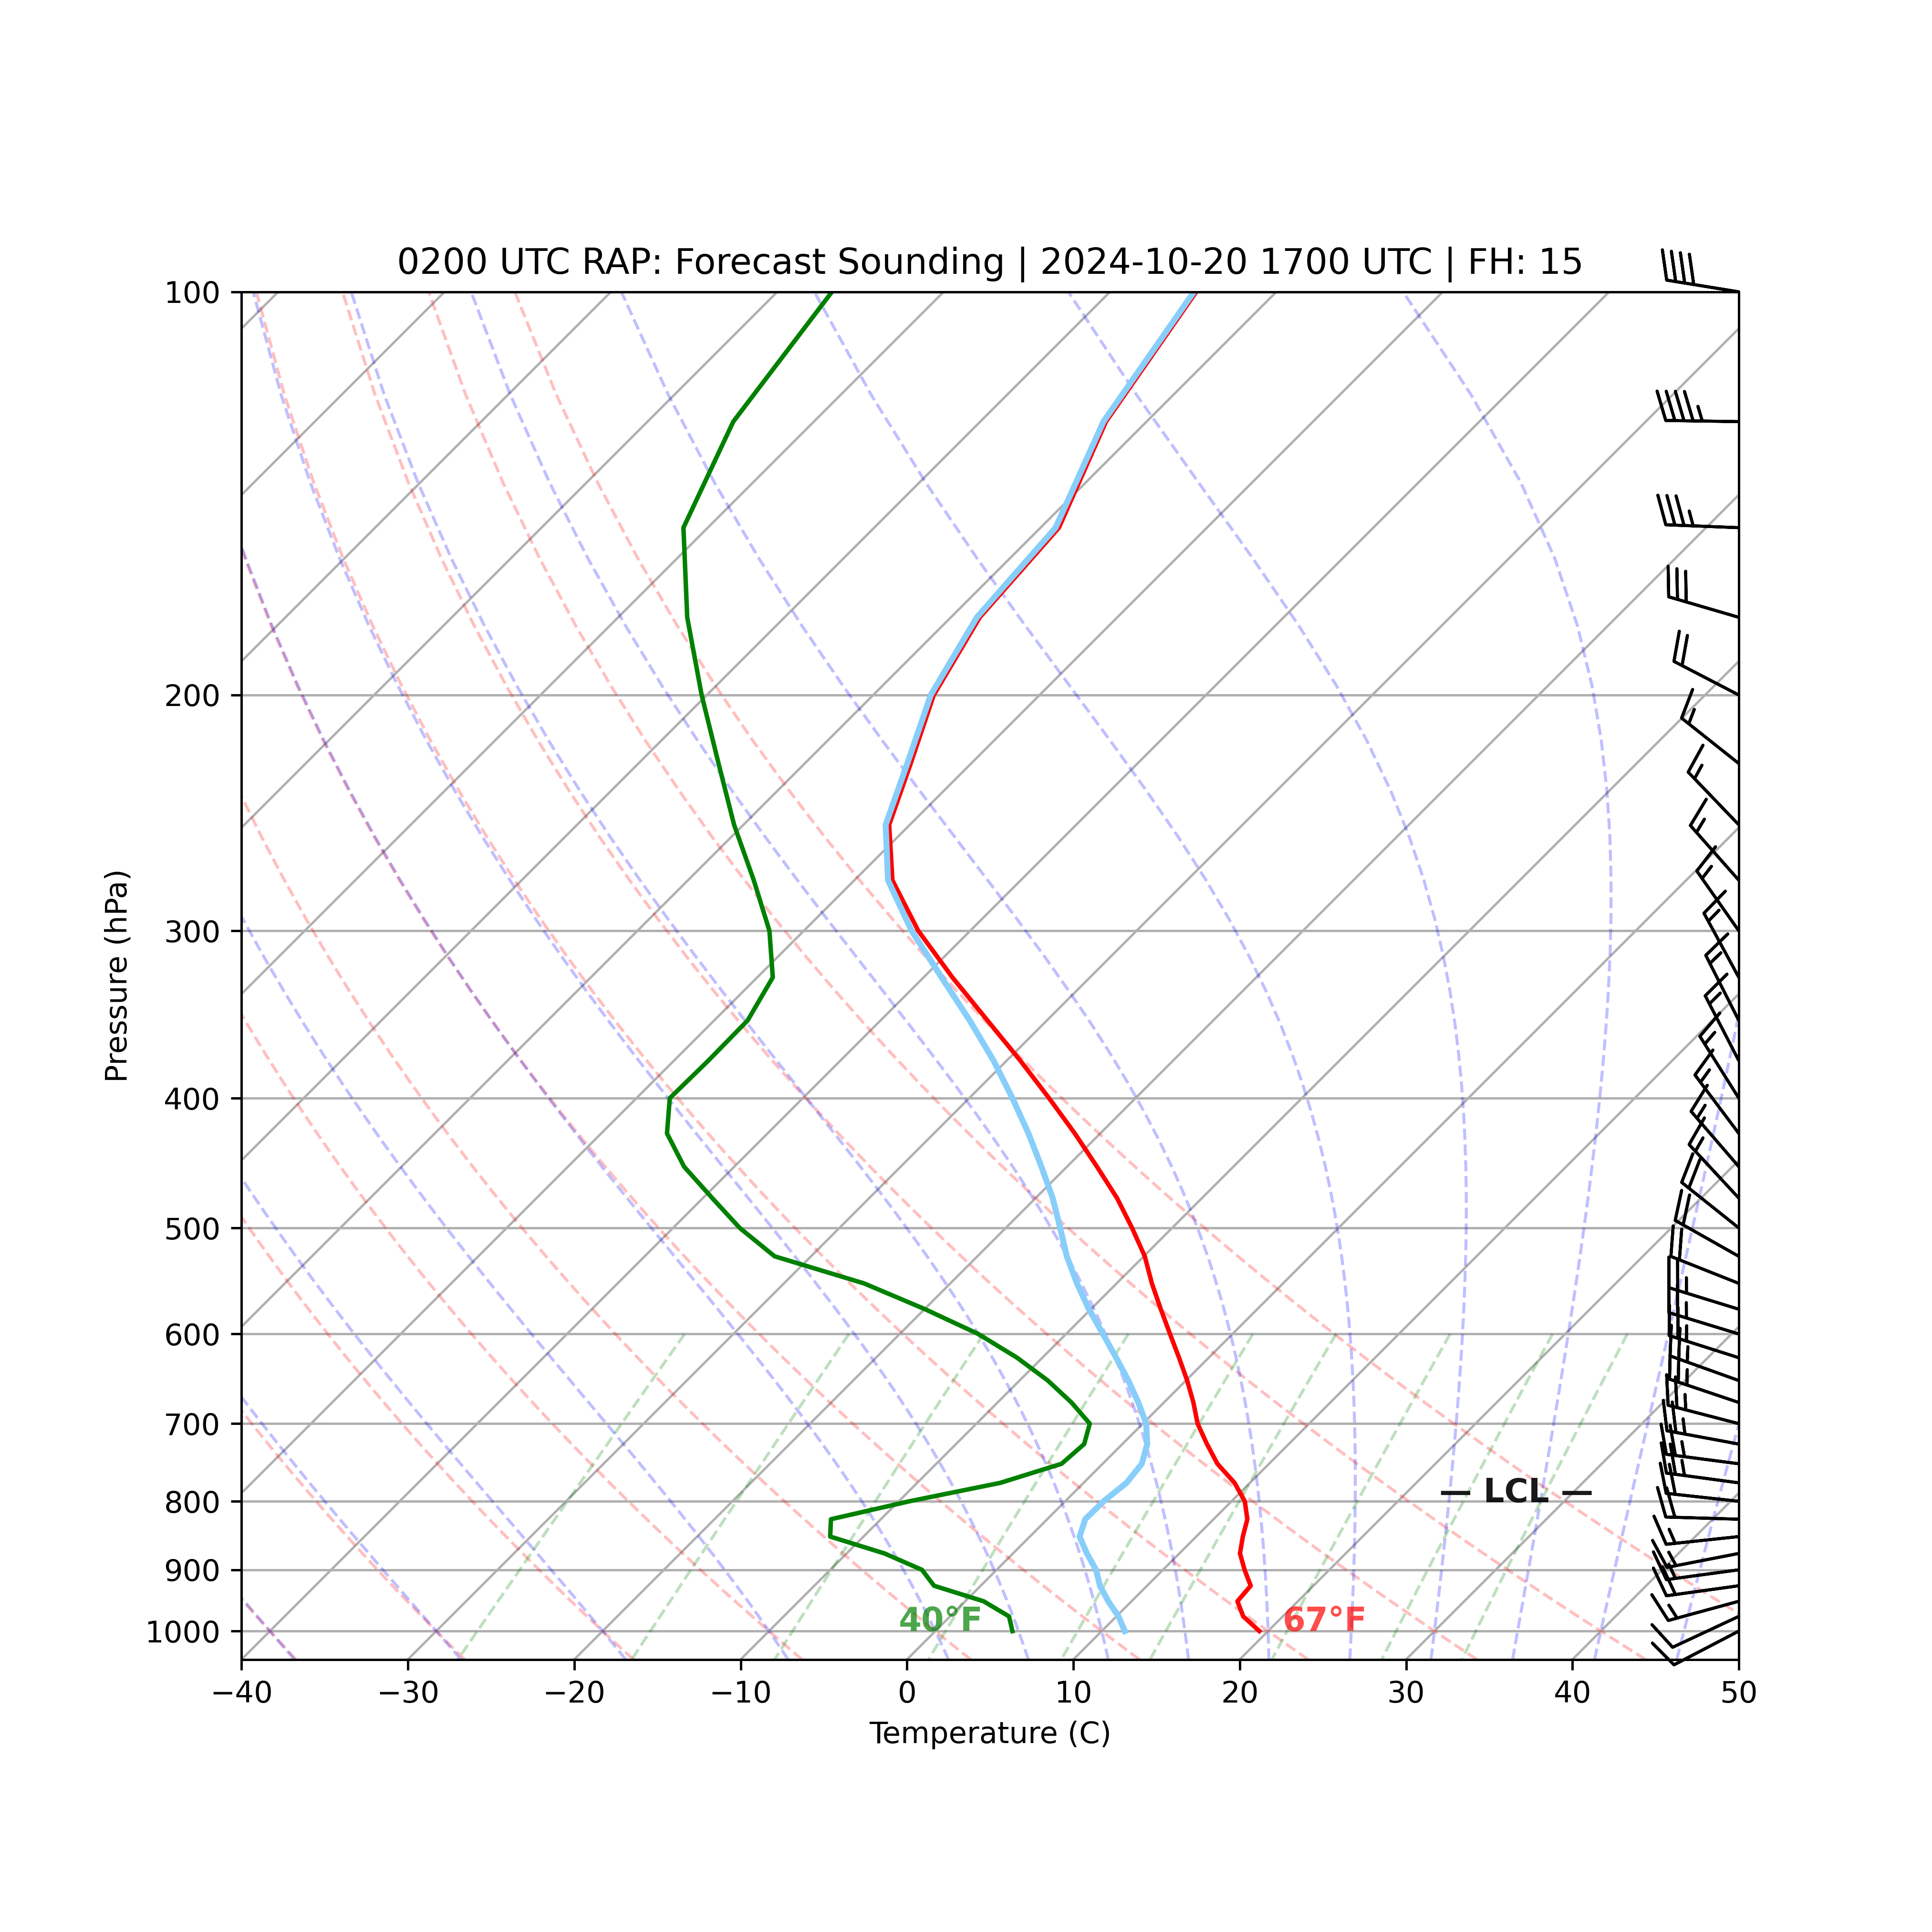 0200 UTC RAP: Forecast Sounding | 2024-10-20 1700 UTC | FH: 15
100
200
300
400
500
600
700
800
900
1000
Pressure (hPa)
— LCL —
40°F
67°F
−40 −30 −20 −10 0 10 20 30 40 50
Temperature (C)